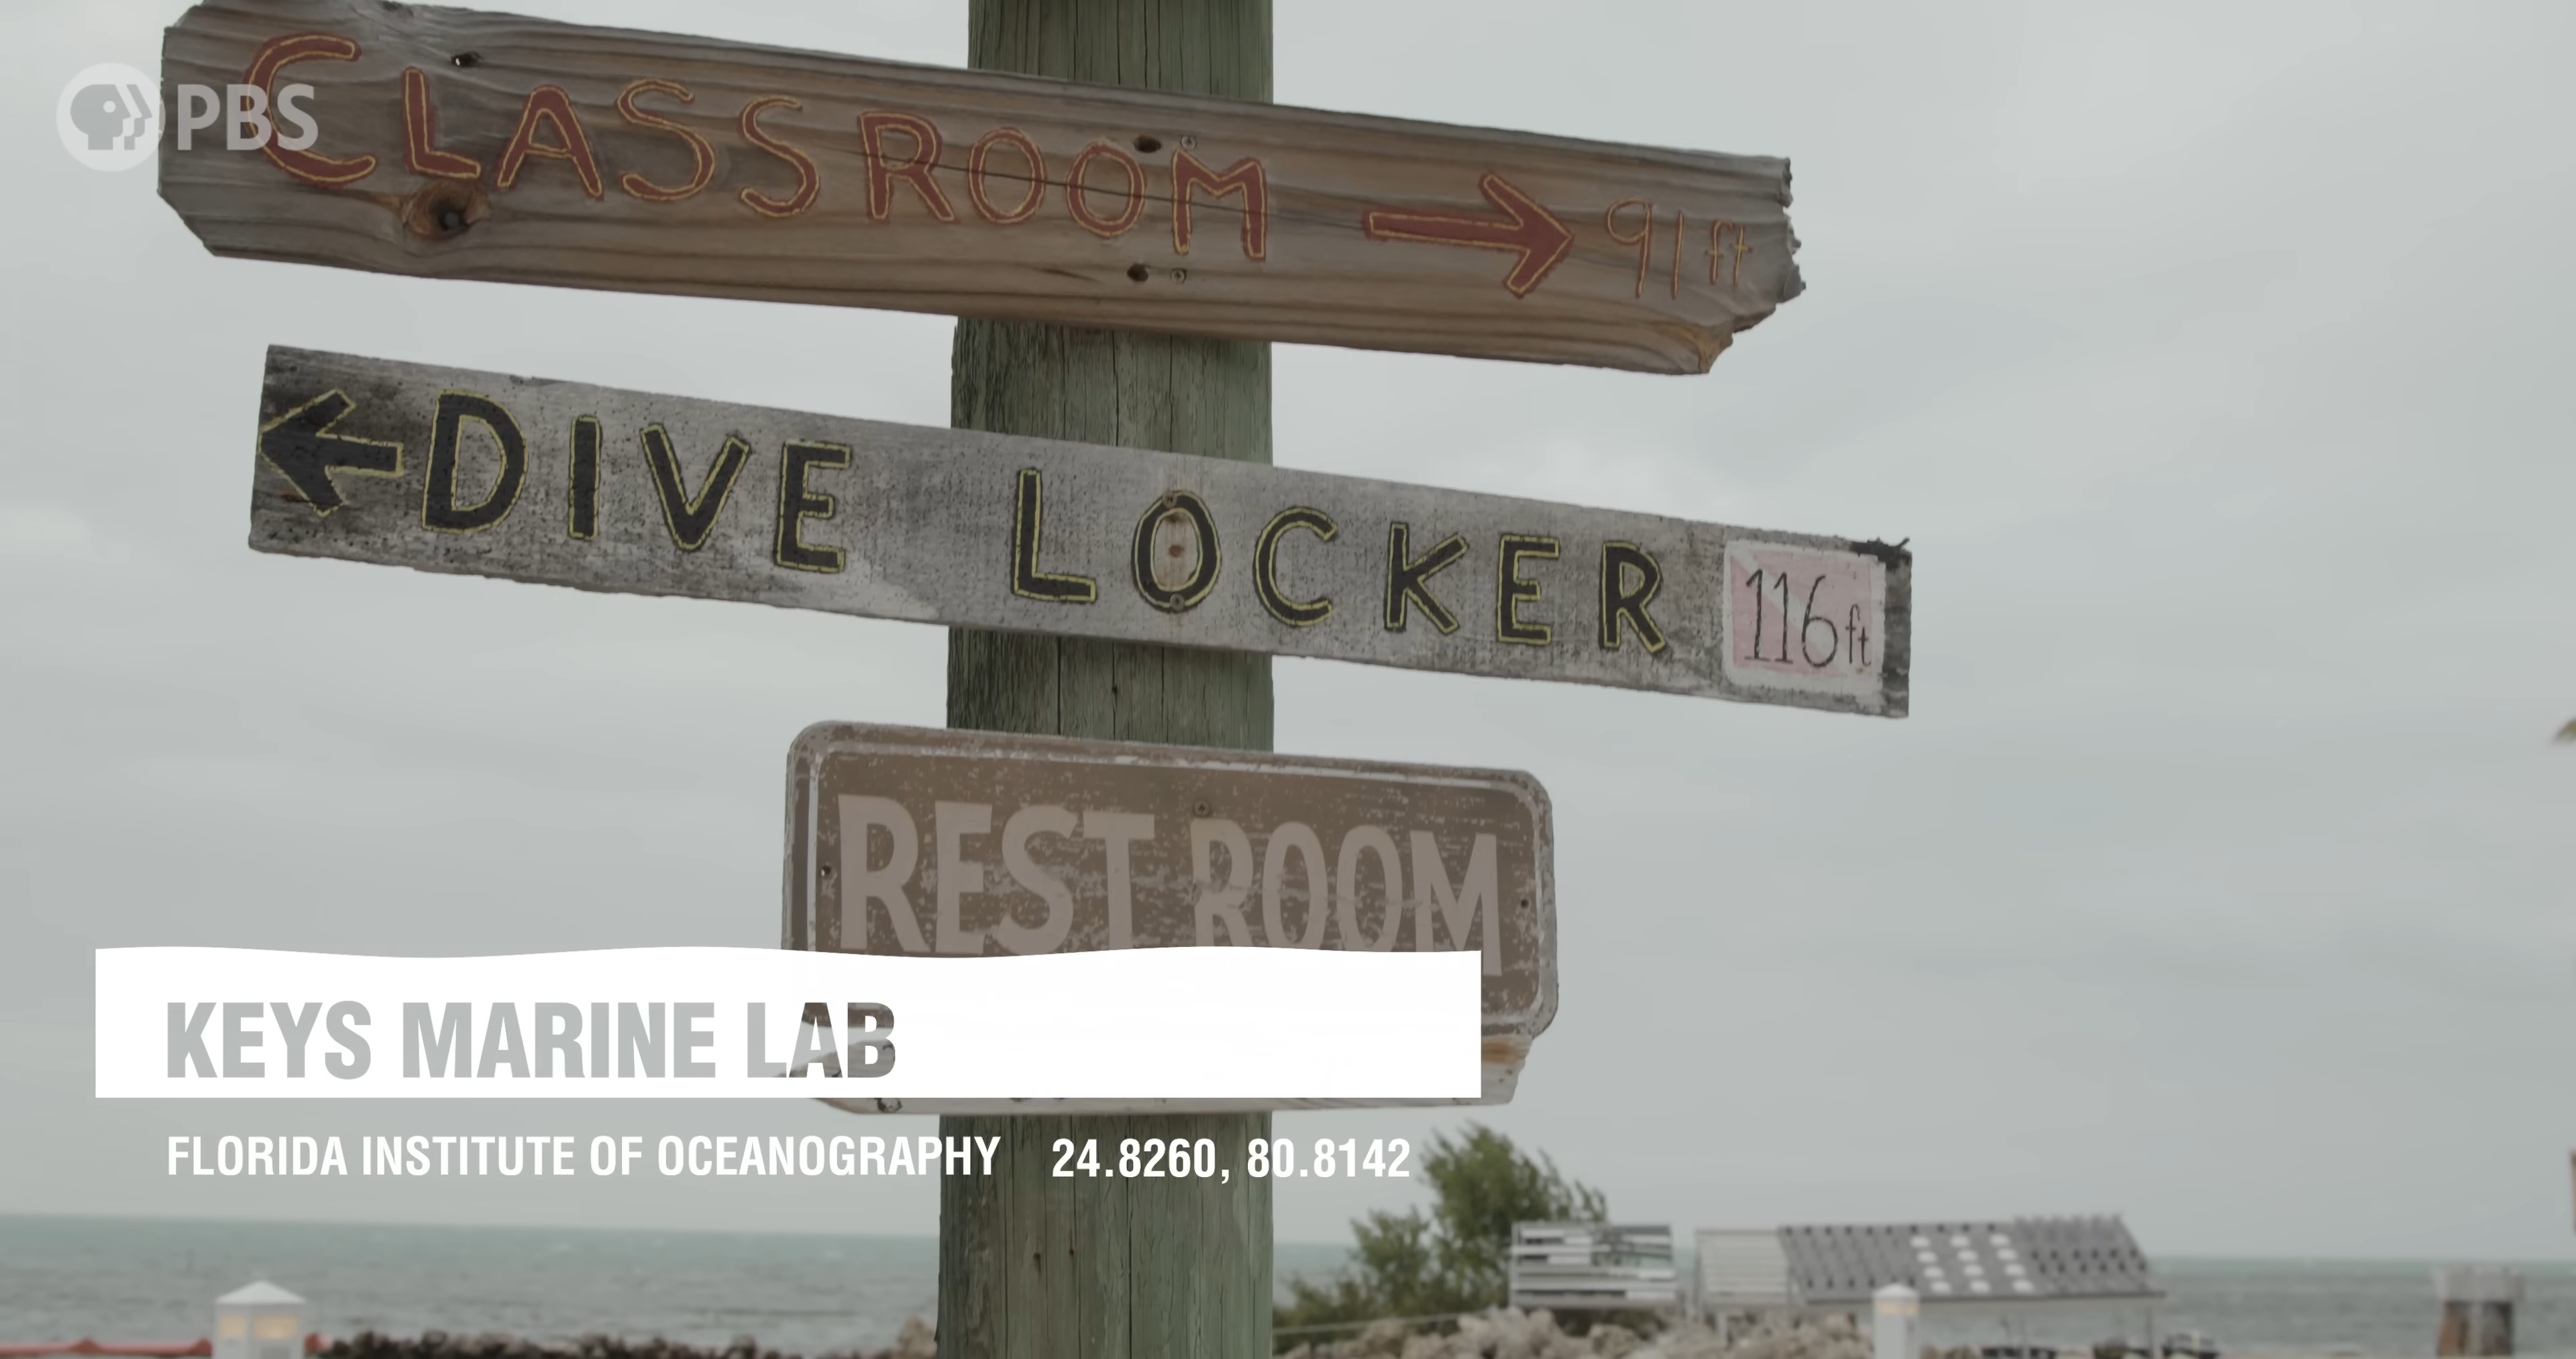 PBS
CLASSROOM → 91ft
← DIVE LOCKER 116ft
REST ROOM
KEYS MARINE LAB
FLORIDA INSTITUTE OF OCEANOGRAPHY 24.8260, 80.8142